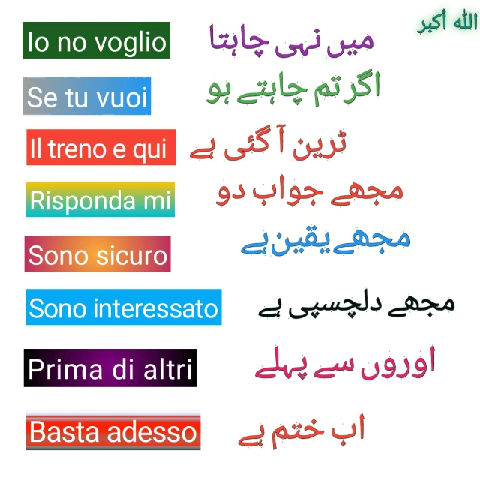 الله أكبر
Io no voglio میں نہی چاہتا
Se tu vuoi اگر تم چاہتے ہو
Il treno e qui ٹرین آ گئی ہے
Risponda mi مجھے جواب دو
Sono sicuro مجھے یقین ہے
Sono interessato مجھے دلچسپی ہے
Prima di altri اوروں سے پہلے
Basta adesso اب ختم ہے